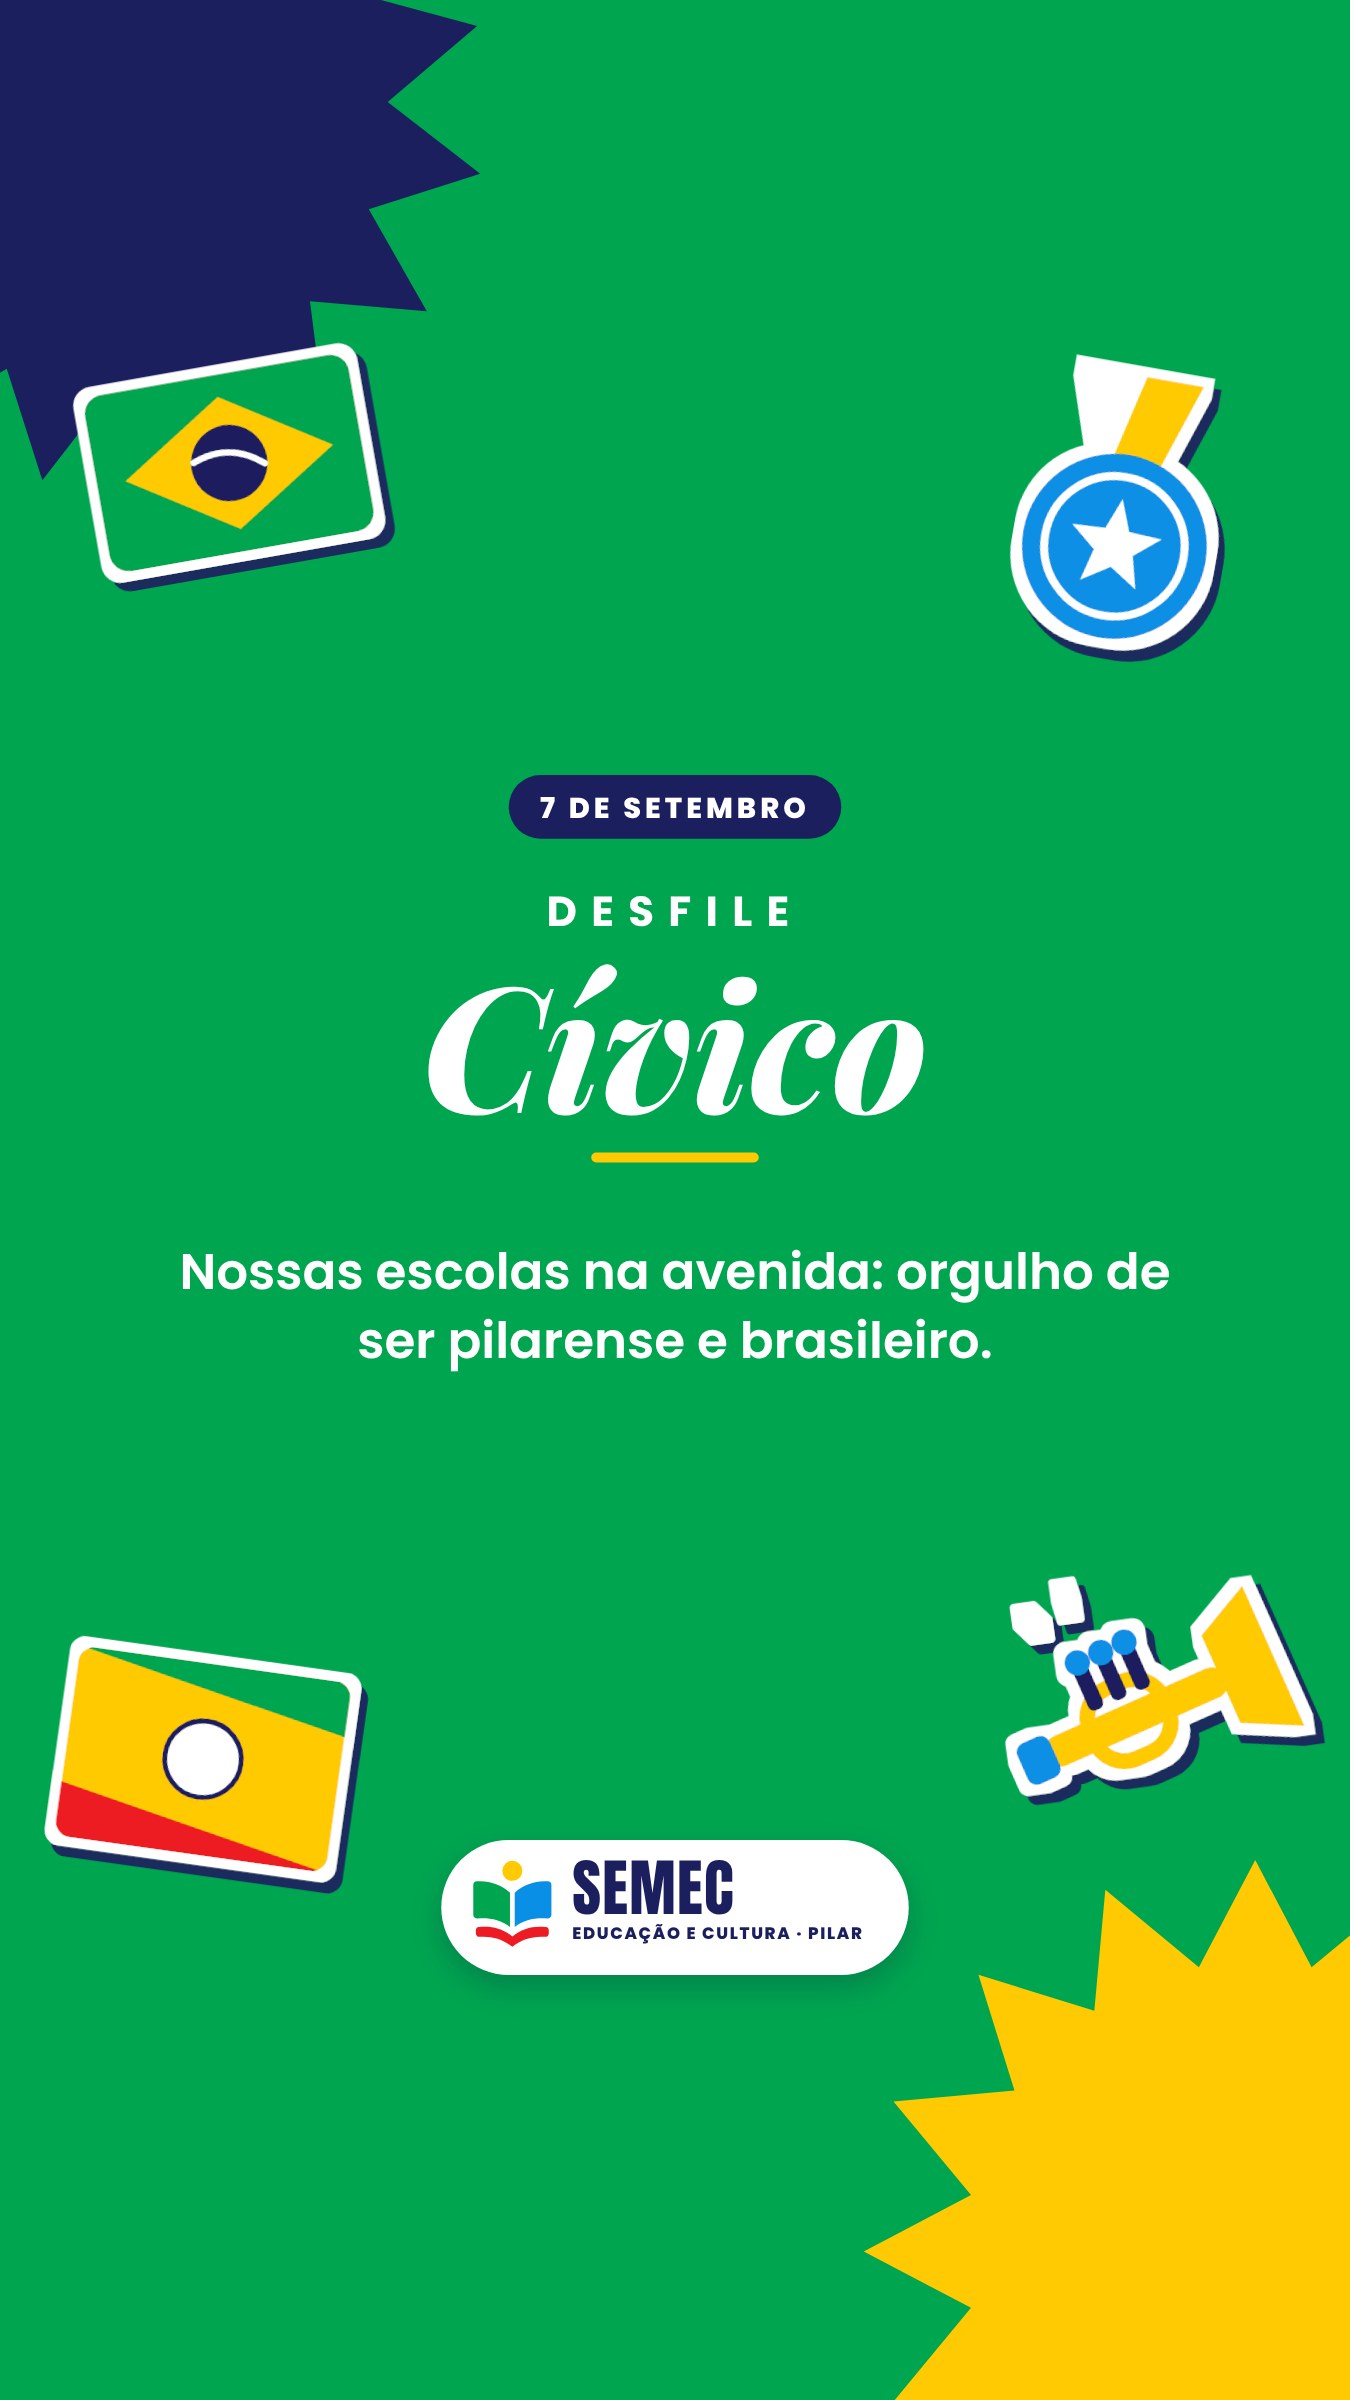 7 DE SETEMBRO
DESFILE
Cívico
Nossas escolas na avenida: orgulho de
ser pilarense e brasileiro.
SEMEC
EDUCAÇÃO E CULTURA · PILAR